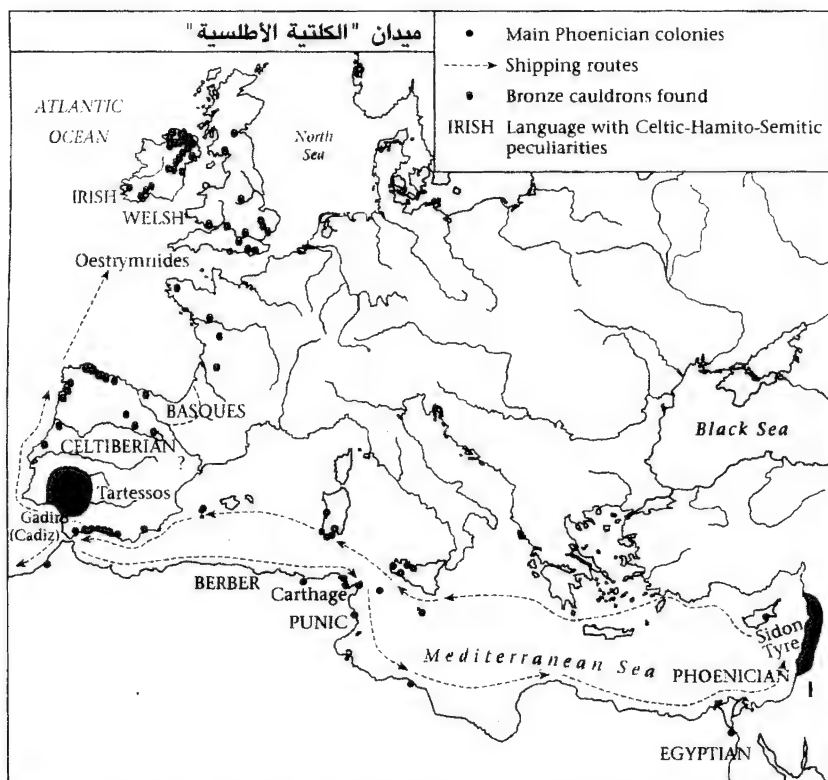 ميدان "الكلتية الأطلسية"
Main Phoenician colonies
Shipping routes
Bronze cauldrons found
IRISH Language with Celtic-Hamito-Semitic
peculiarities
ATLANTIC
OCEAN
North
Sea
IRISH
WELSH
Oestrymnides
BASQUES
CELTIBERIAN
?
Tartessos
Gadir
(Cadiz)
Black Sea
BERBER
Carthage
PUNIC
Mediterranean Sea
Sidon
Tyre
PHOENICIAN
EGYPTIAN